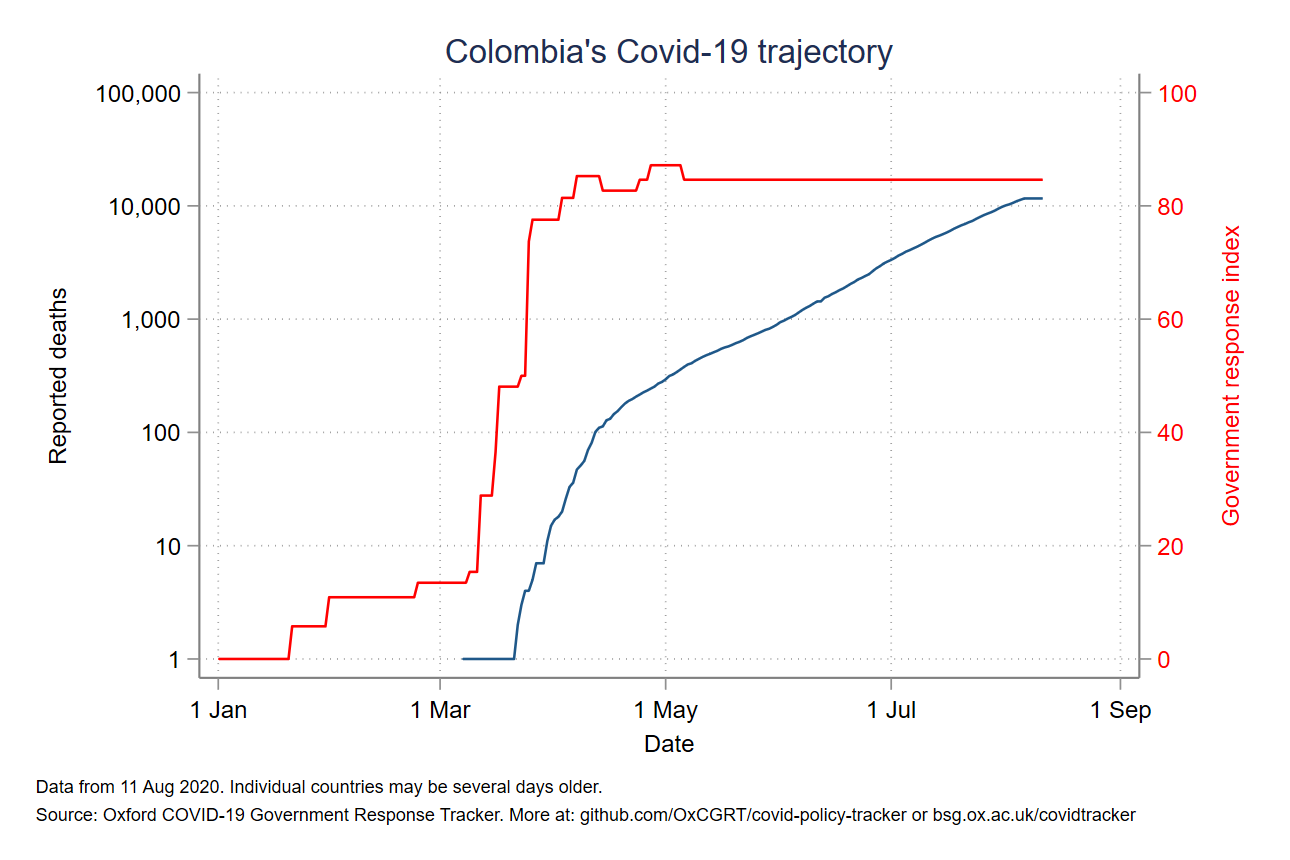 Colombia's Covid-19 trajectory
100,000
10,000
1,000
100
10
1
Reported deaths
100
80
60
40
20
0
Government response index
1 Jan
1 Mar
1 May
1 Jul
1 Sep
Date
Data from 11 Aug 2020. Individual countries may be several days older.
Source: Oxford COVID-19 Government Response Tracker. More at: github.com/OxCGRT/covid-policy-tracker or bsg.ox.ac.uk/covidtracker